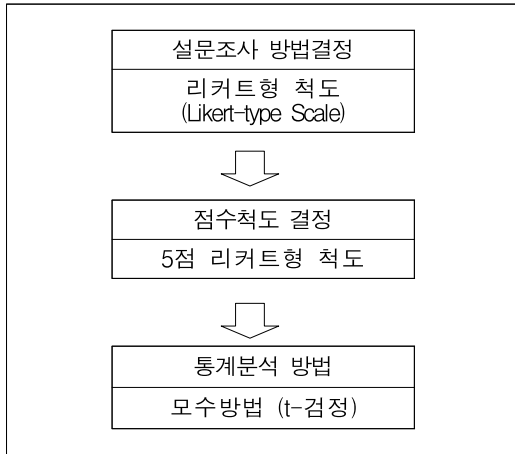 설문조사 방법결정
리커트형 척도
(Likert-type Scale)
점수척도 결정
5점 리커트형 척도
통계분석 방법
모수방법 (t-검정)